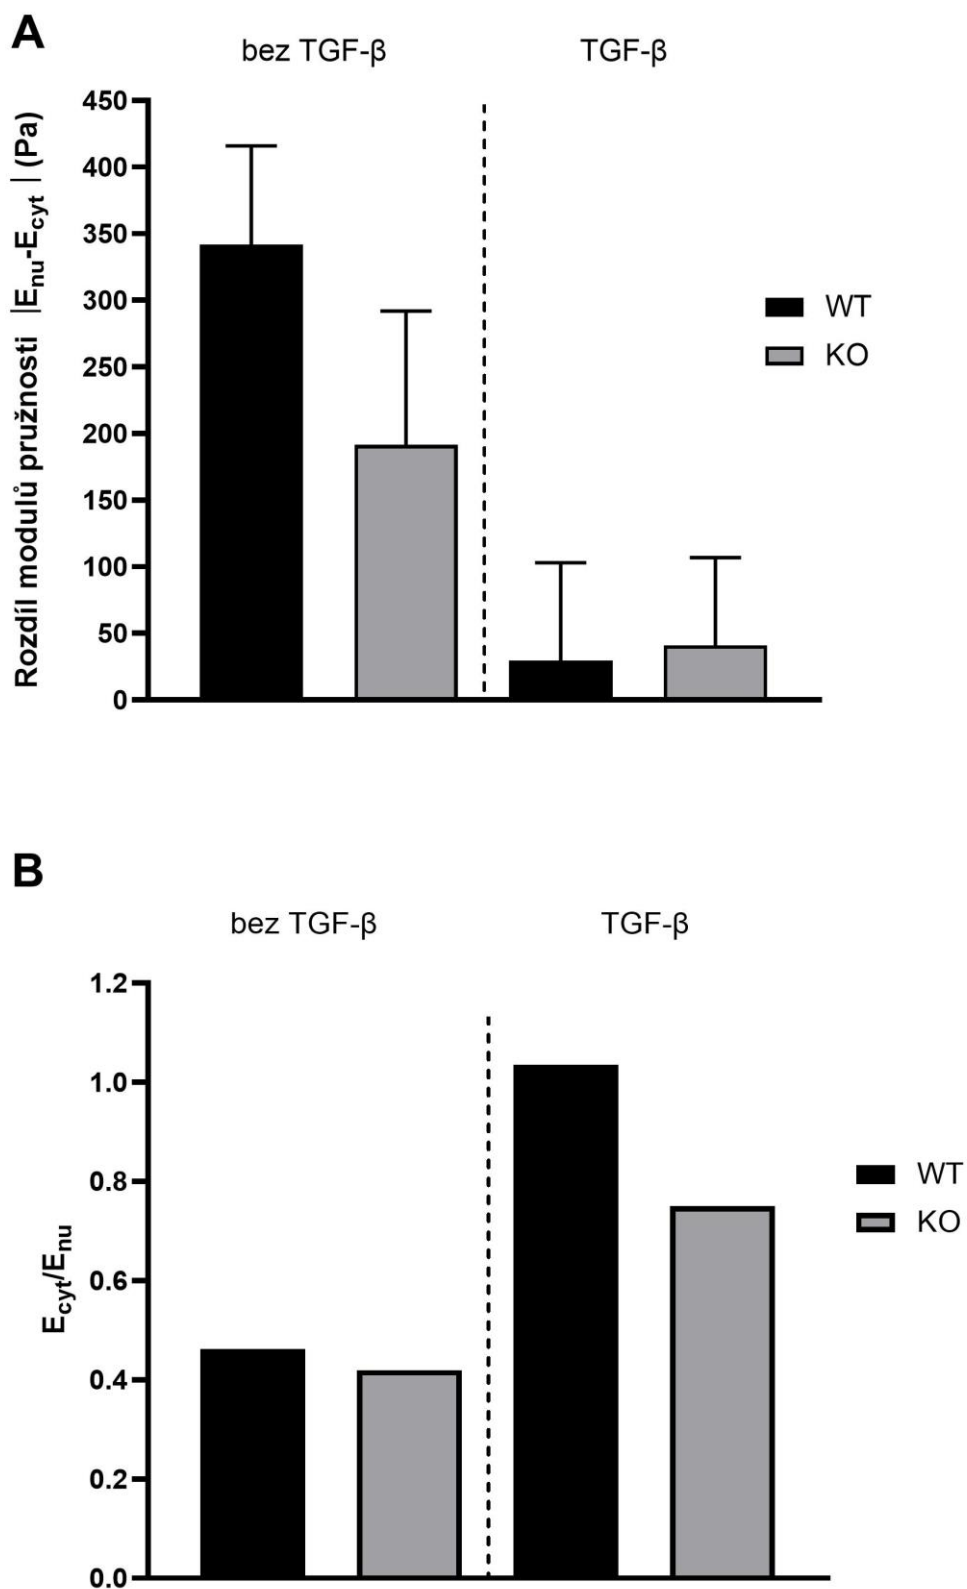 A
bez TGF-β
TGF-β
Rozdíl modulů pružnosti |Enu-Ecyt| (Pa)
450
400
350
300
250
200
150
100
50
0
WT
KO
B
bez TGF-β
TGF-β
Ecyt/Enu
1.2
1.0
0.8
0.6
0.4
0.2
0.0
WT
KO